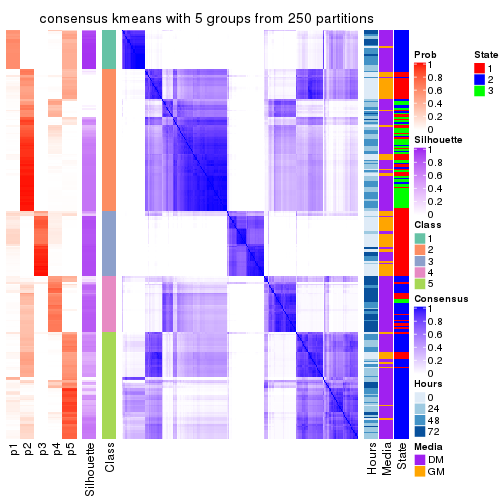 consensus kmeans with 5 groups from 250 partitions
p1
p2
p3
p4
p5
Silhouette
Class
Hours
Media
State
Prob
1
0.8
0.6
0.4
0.2
0
Silhouette
1
0.8
0.6
0.4
0.2
0
Class
1
2
3
4
5
Consensus
1
0.8
0.6
0.4
0.2
0
Hours
0
24
48
72
Media
DM
GM
State
1
2
3